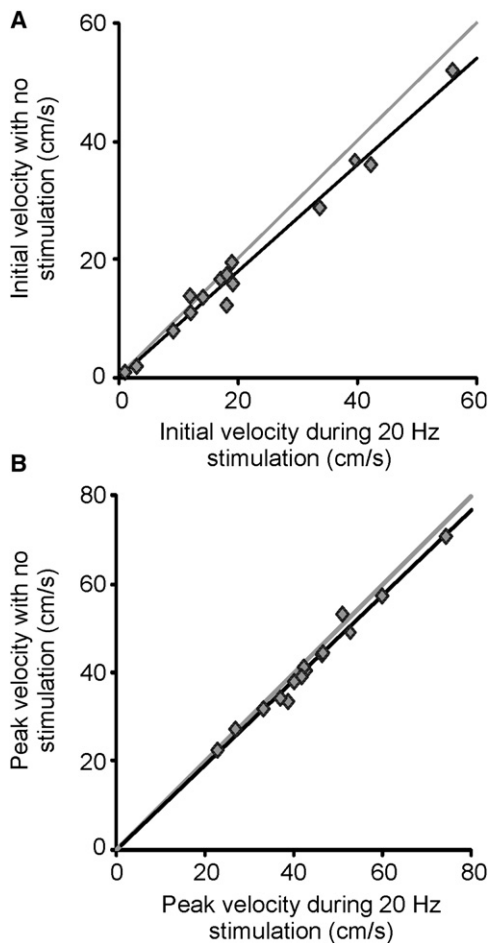 A
60
40
20
0
Initial velocity with no
stimulation (cm/s)
0 20 40 60
Initial velocity during 20 Hz
stimulation (cm/s)
B
80
60
40
20
0
Peak velocity with no
stimulation (cm/s)
0 20 40 60 80
Peak velocity during 20 Hz
stimulation (cm/s)